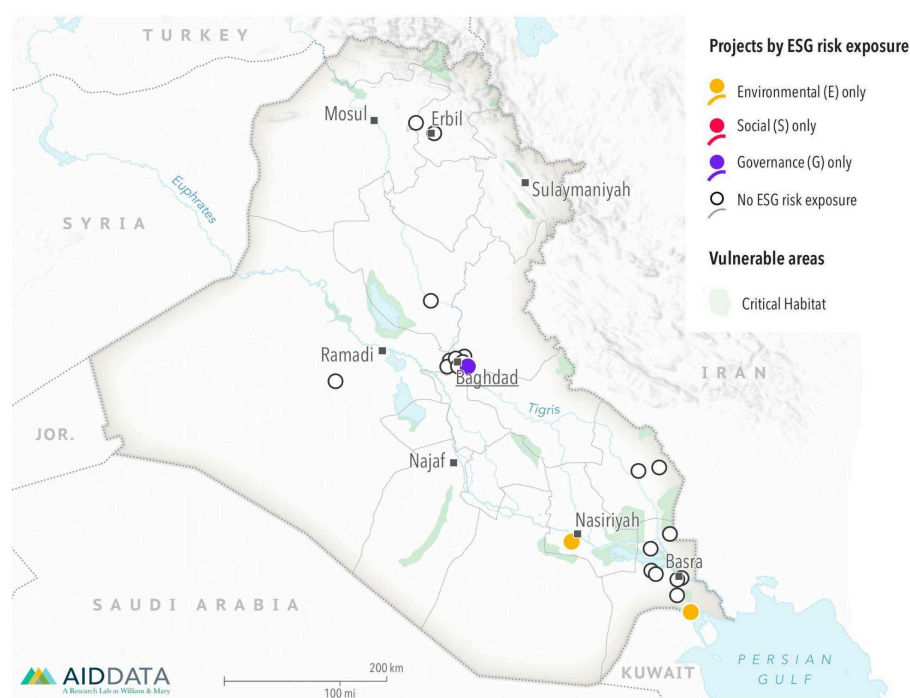 TURKEY
Mosul
Erbil
Sulaymaniyah
Euphrates
SYRIA
Ramadi
Baghdad
IRAN
Tigris
JOR.
Najaf
Nasiriyah
Basra
SAUDI ARABIA
KUWAIT
PERSIAN
GULF
200 km
100 mi
AIDDATA
A Research Lab at William & Mary
Projects by ESG risk exposure
Environmental (E) only
Social (S) only
Governance (G) only
No ESG risk exposure
Vulnerable areas
Critical Habitat